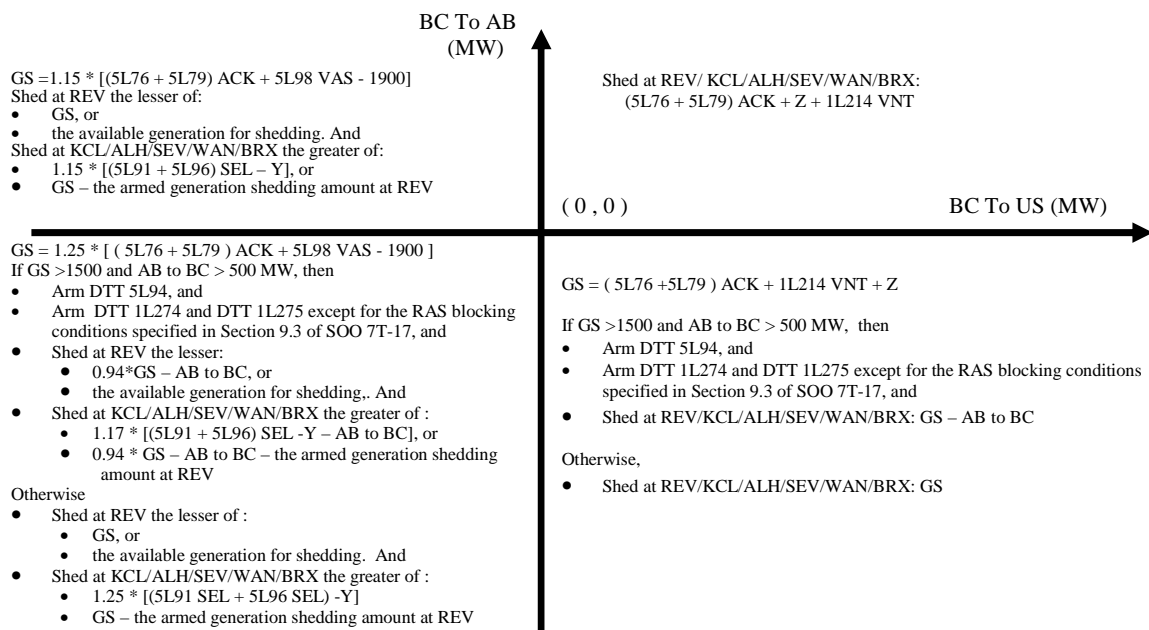 BC To AB
(MW)
GS =1.15 * [(5L76 + 5L79) ACK + 5L98 VAS - 1900]
Shed at REV the lesser of:
• GS, or
• the available generation for shedding. And
Shed at KCL/ALH/SEV/WAN/BRX the greater of:
• 1.15 * [(5L91 + 5L96) SEL – Y], or
• GS – the armed generation shedding amount at REV
Shed at REV/ KCL/ALH/SEV/WAN/BRX:
(5L76 + 5L79) ACK + Z + 1L214 VNT
( 0 , 0 )
BC To US (MW)
GS = 1.25 * [ ( 5L76 + 5L79 ) ACK + 5L98 VAS - 1900 ]
If GS >1500 and AB to BC > 500 MW, then
• Arm DTT 5L94, and
• Arm DTT 1L274 and DTT 1L275 except for the RAS blocking
conditions specified in Section 9.3 of SOO 7T-17, and
• Shed at REV the lesser:
• 0.94*GS – AB to BC, or
• the available generation for shedding,. And
• Shed at KCL/ALH/SEV/WAN/BRX the greater of :
• 1.17 * [(5L91 + 5L96) SEL -Y – AB to BC], or
• 0.94 * GS – AB to BC – the armed generation shedding
amount at REV
Otherwise
• Shed at REV the lesser of :
• GS, or
• the available generation for shedding. And
• Shed at KCL/ALH/SEV/WAN/BRX the greater of :
• 1.25 * [(5L91 SEL + 5L96 SEL) -Y]
• GS – the armed generation shedding amount at REV
GS = ( 5L76 +5L79 ) ACK + 1L214 VNT + Z
If GS >1500 and AB to BC > 500 MW, then
• Arm DTT 5L94, and
• Arm DTT 1L274 and DTT 1L275 except for the RAS blocking conditions
specified in Section 9.3 of SOO 7T-17, and
• Shed at REV/KCL/ALH/SEV/WAN/BRX: GS – AB to BC
Otherwise,
• Shed at REV/KCL/ALH/SEV/WAN/BRX: GS